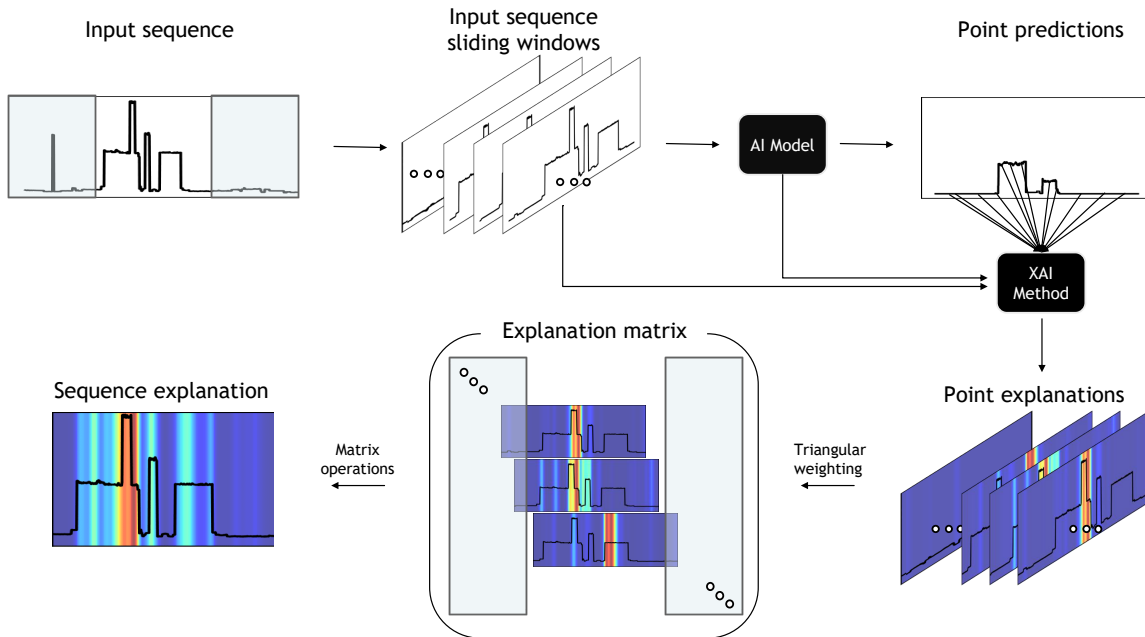 Input sequence
Input sequence
sliding windows
Point predictions
AI Model
XAI
Method
Explanation matrix
Sequence explanation
Point explanations
Matrix
operations
Triangular
weighting